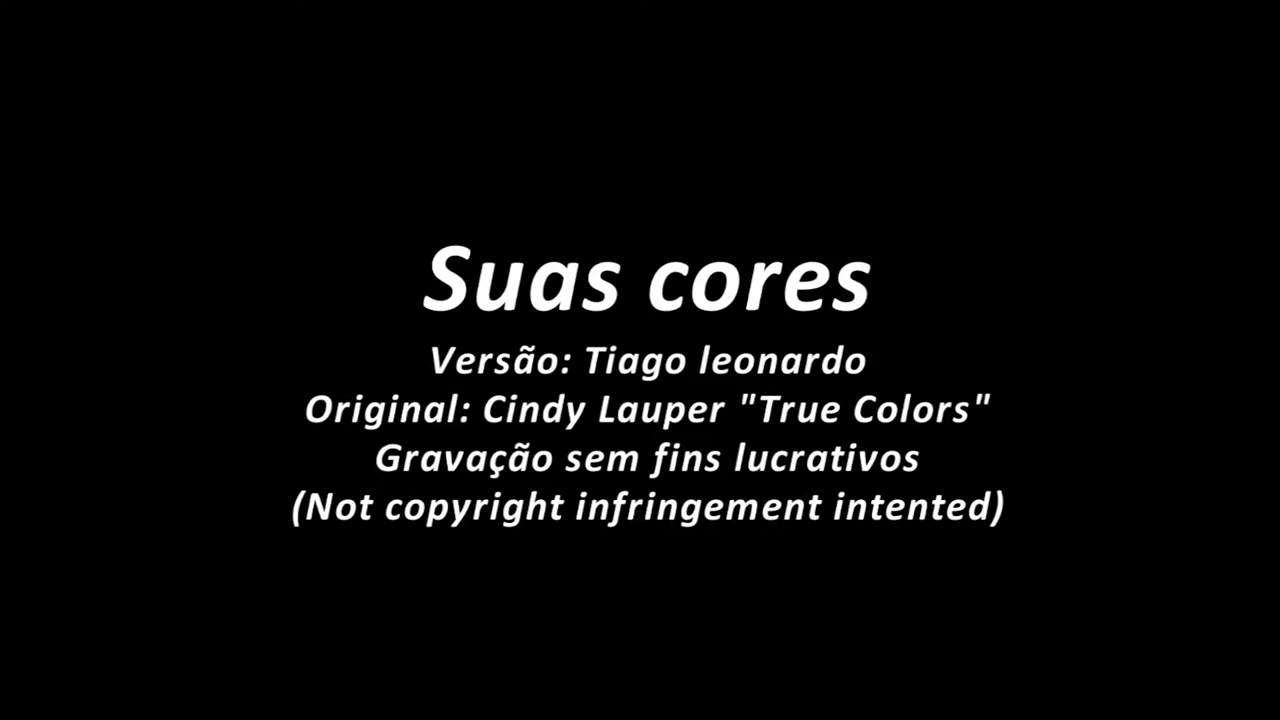 Suas cores
Versão: Tiago leonardo
Original: Cindy Lauper "True Colors"
Gravação sem fins lucrativos
(Not copyright infringement intented)